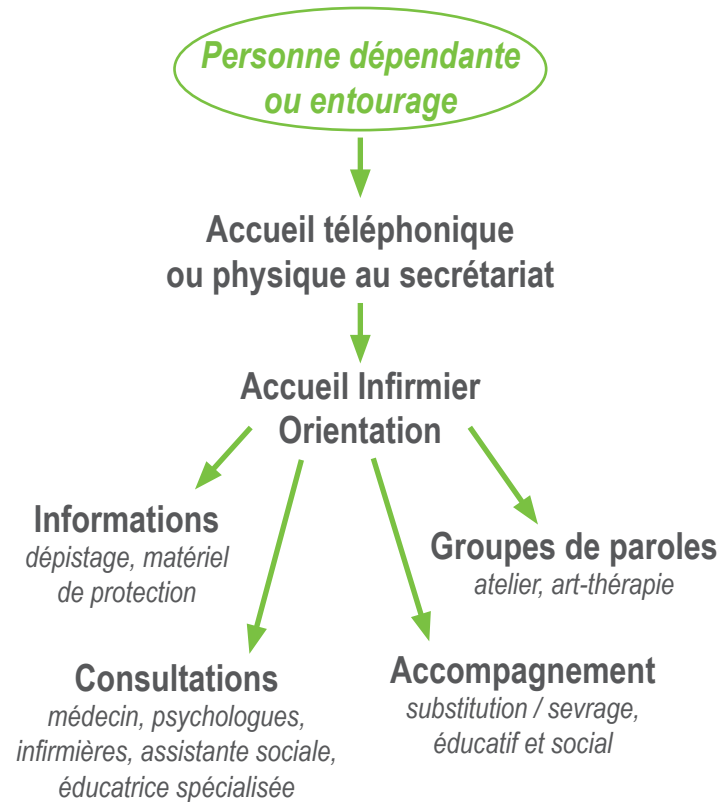 Personne dépendante
ou entourage
Accueil téléphonique
ou physique au secrétariat
Accueil Infirmier
Orientation
Informations
dépistage, matériel
de protection
Groupes de paroles
atelier, art-thérapie
Consultations
médecin, psychologues,
infirmières, assistante sociale,
éducatrice spécialisée
Accompagnement
substitution / sevrage,
éducatif et social